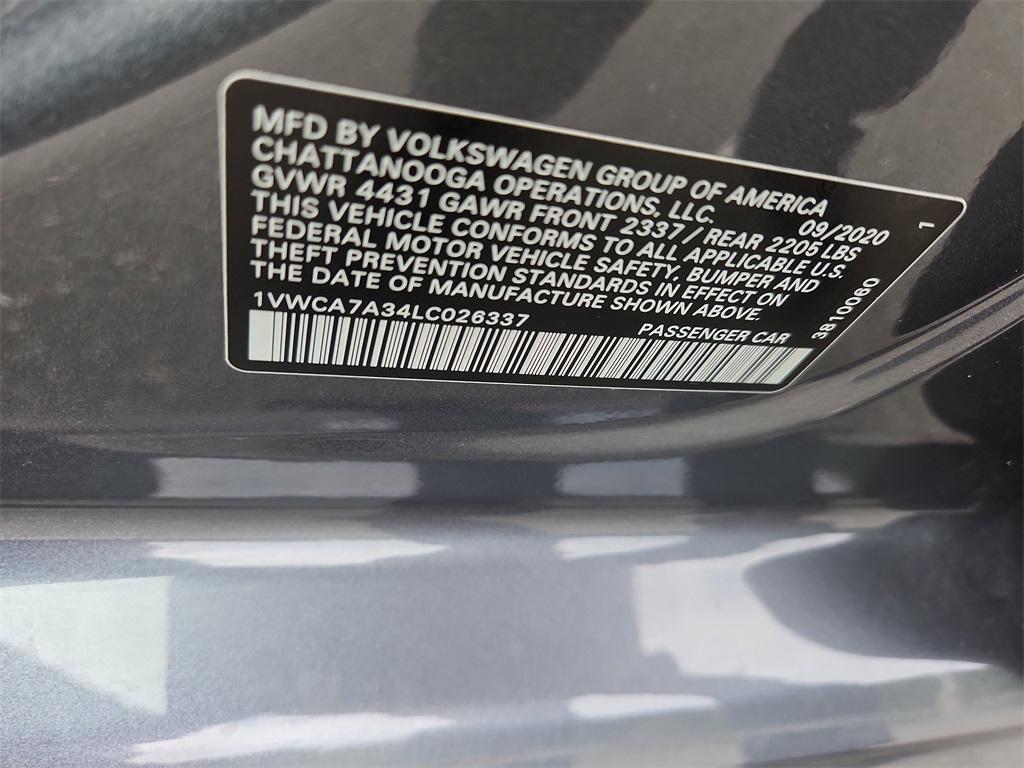 MFD BY VOLKSWAGEN GROUP OF AMERICA
CHATTANOOGA OPERATIONS, LLC. 09/2020 1
GVWR 4431 GAWR FRONT 2337/REAR 2205 LBS
THIS VEHICLE CONFORMS TO ALL APPLICABLE U.S.
FEDERAL MOTOR VEHICLE SAFETY, BUMPER AND
THEFT PREVENTION STANDARDS IN EFFECT ON
THE DATE OF MANUFACTURE SHOWN ABOVE.
1VWCA7A34LC026337 PASSENGER CAR
3810060